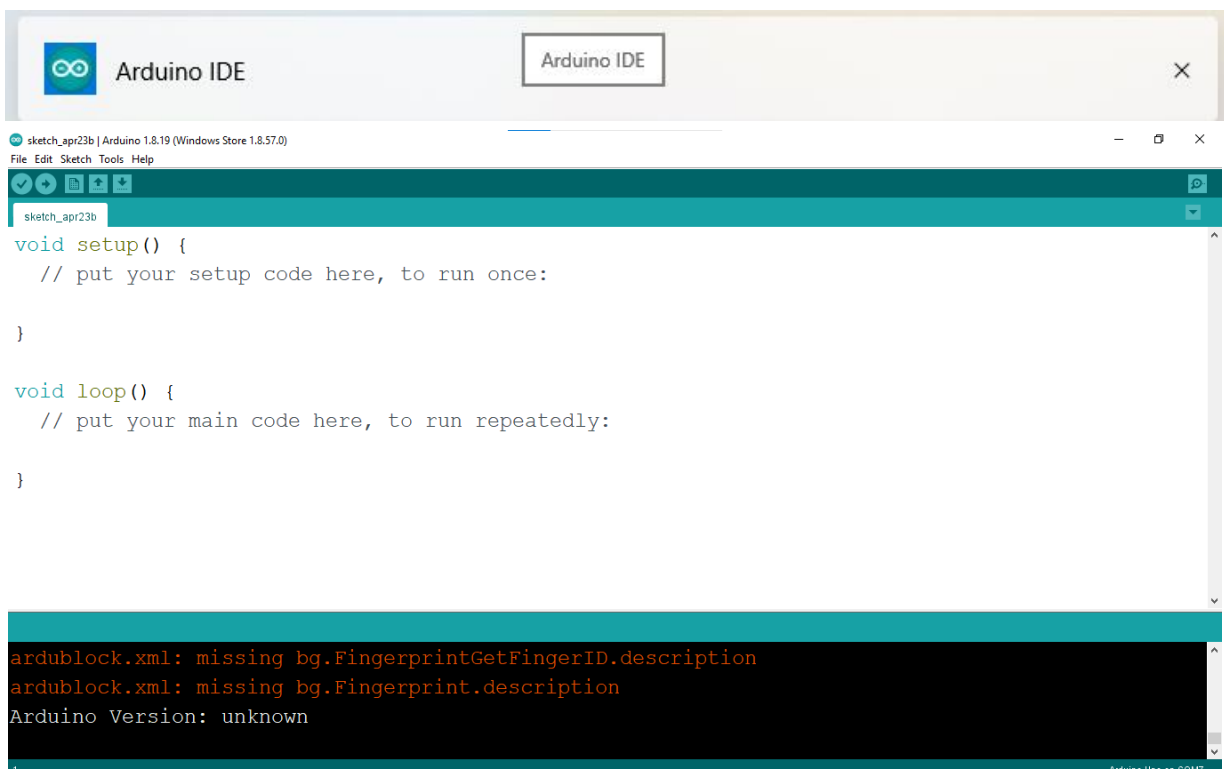 Arduino IDE
Arduino IDE
sketch_apr23b | Arduino 1.8.19 (Windows Store 1.8.57.0)
File Edit Sketch Tools Help
sketch_apr23b
void setup() {
// put your setup code here, to run once:
}
void loop() {
// put your main code here, to run repeatedly:
}
ardublock.xml: missing bg.FingerprintGetFingerID.description
ardublock.xml: missing bg.Fingerprint.description
Arduino Version: unknown